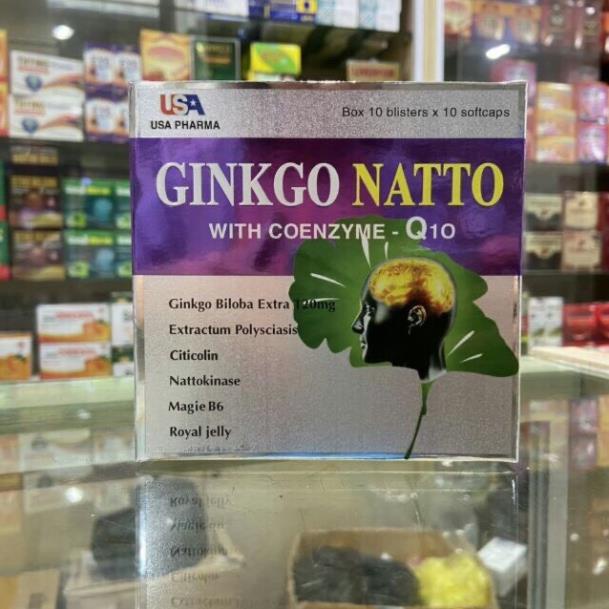 USA
USA PHARMA
Box 10 blisters x 10 softcaps
GINKGO NATTO
WITH COENZYME - Q10
Ginkgo Biloba Extra 120mg
Extractum Polysciasis
Citicolin
Nattokinase
Magie B6
Royal jelly